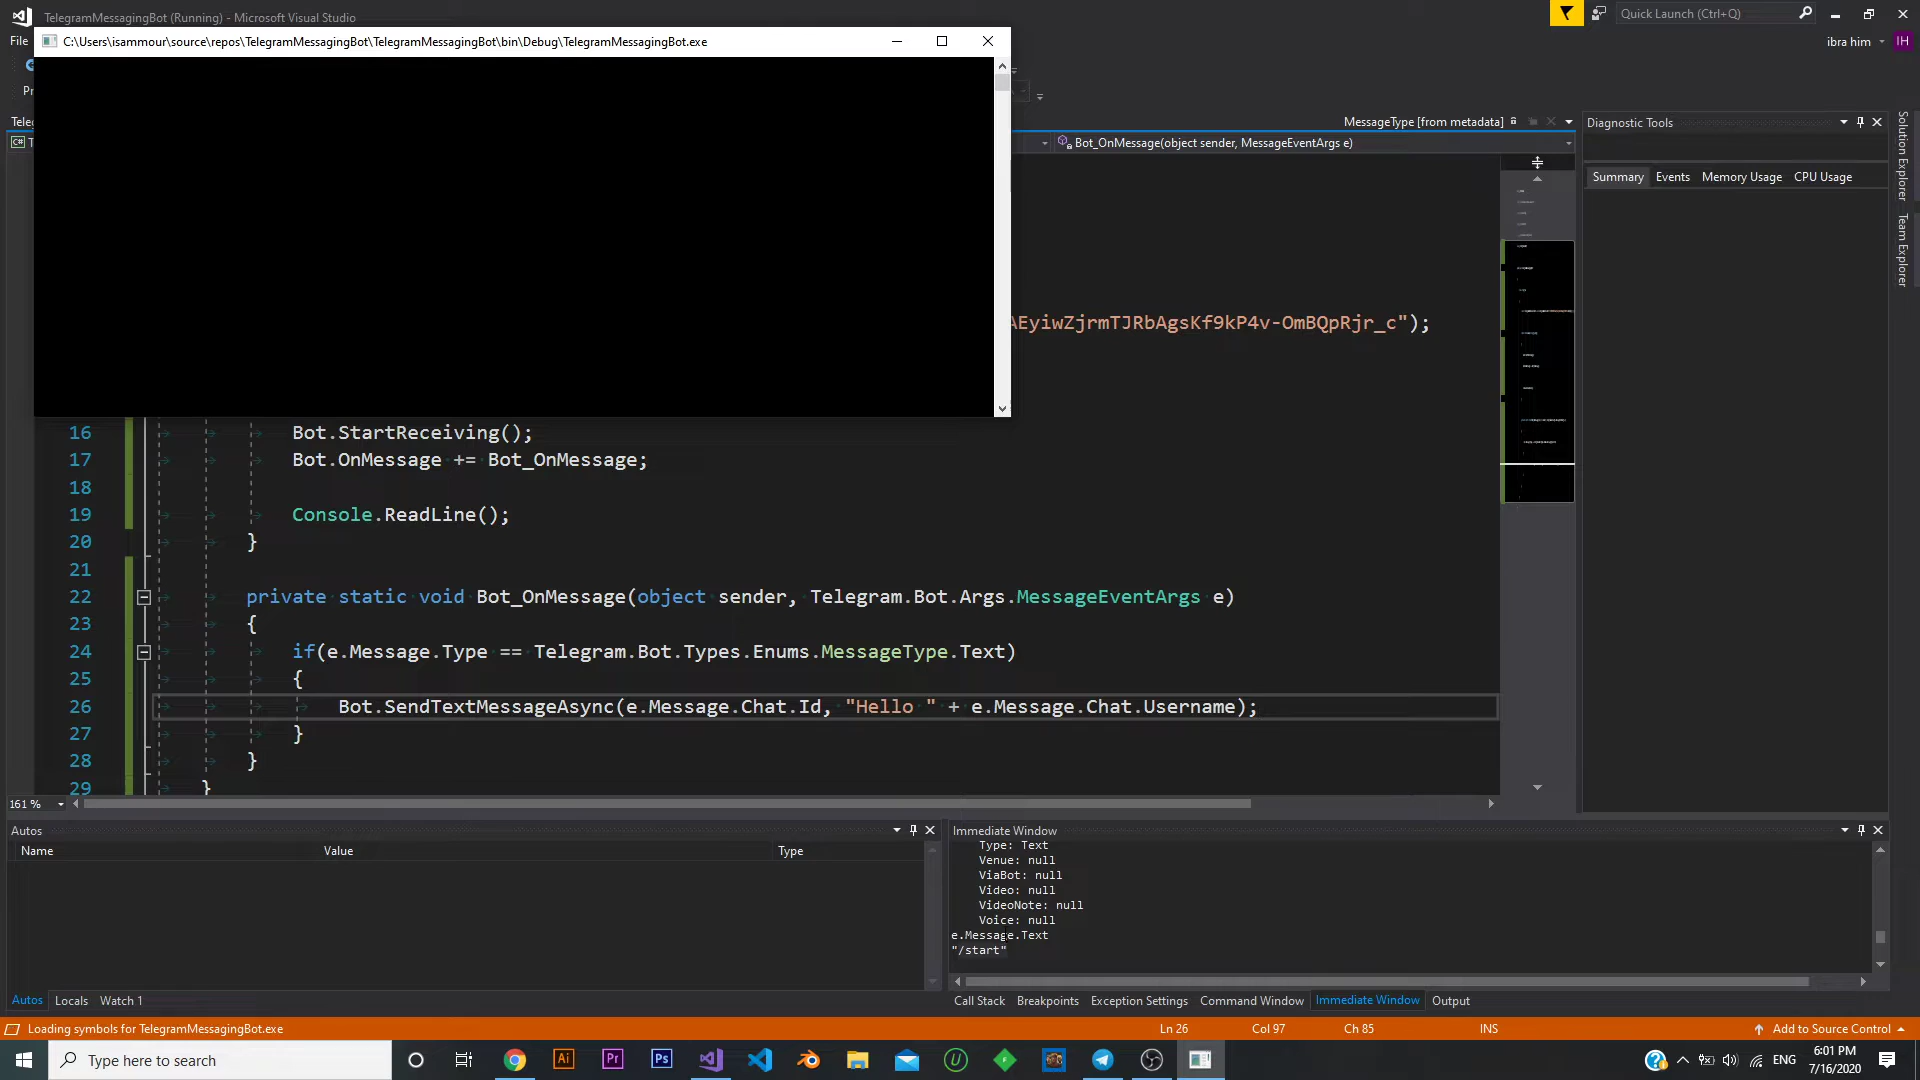 TelegramMessagingBot (Running) - Microsoft Visual Studio
Quick Launch (Ctrl+Q)
File
C:\Users\isammour\source\repos\TelegramMessagingBot\TelegramMessagingBot\bin\Debug\TelegramMessagingBot.exe
ibra him
IH
Pr
Teleg
MessageType [from metadata]
Diagnostic Tools
C# T
Bot_OnMessage(object sender, MessageEventArgs e)
Summary Events Memory Usage CPU Usage
Solution Explorer
Team Explorer
AEyiwZjrmTJRbAgsKf9kP4v-OmBQpRjr_c");
16 Bot.StartReceiving();
17 Bot.OnMessage += Bot_OnMessage;
18
19 Console.ReadLine();
20 }
21
22 private static void Bot_OnMessage(object sender, Telegram.Bot.Args.MessageEventArgs e)
23 {
24 if(e.Message.Type == Telegram.Bot.Types.Enums.MessageType.Text)
25 {
26 Bot.SendTextMessageAsync(e.Message.Chat.Id, "Hello " + e.Message.Chat.Username);
27 }
28 }
29 }
161 %
Autos
Name Value Type
Immediate Window
Type: Text
Venue: null
ViaBot: null
Video: null
VideoNote: null
Voice: null
e.Message.Text
"/start"
Autos Locals Watch 1
Call Stack Breakpoints Exception Settings Command Window Immediate Window Output
Loading symbols for TelegramMessagingBot.exe
Ln 26 Col 97 Ch 85 INS
Add to Source Control
Type here to search
Ai
Pr
Ps
ENG
6:01 PM
7/16/2020